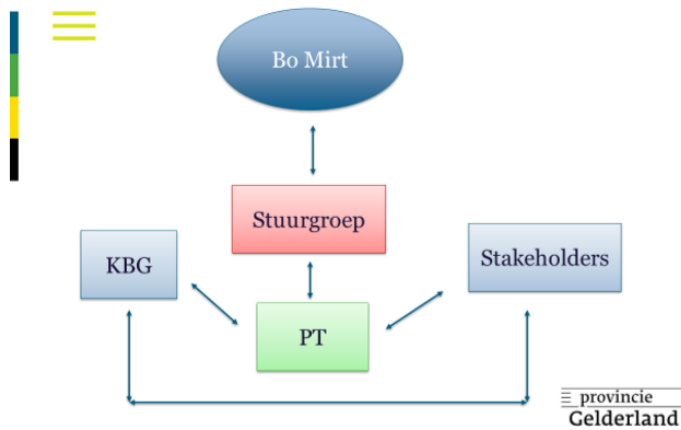 Bo Mirt
Stuurgroep
KBG
Stakeholders
PT
provincie
Gelderland